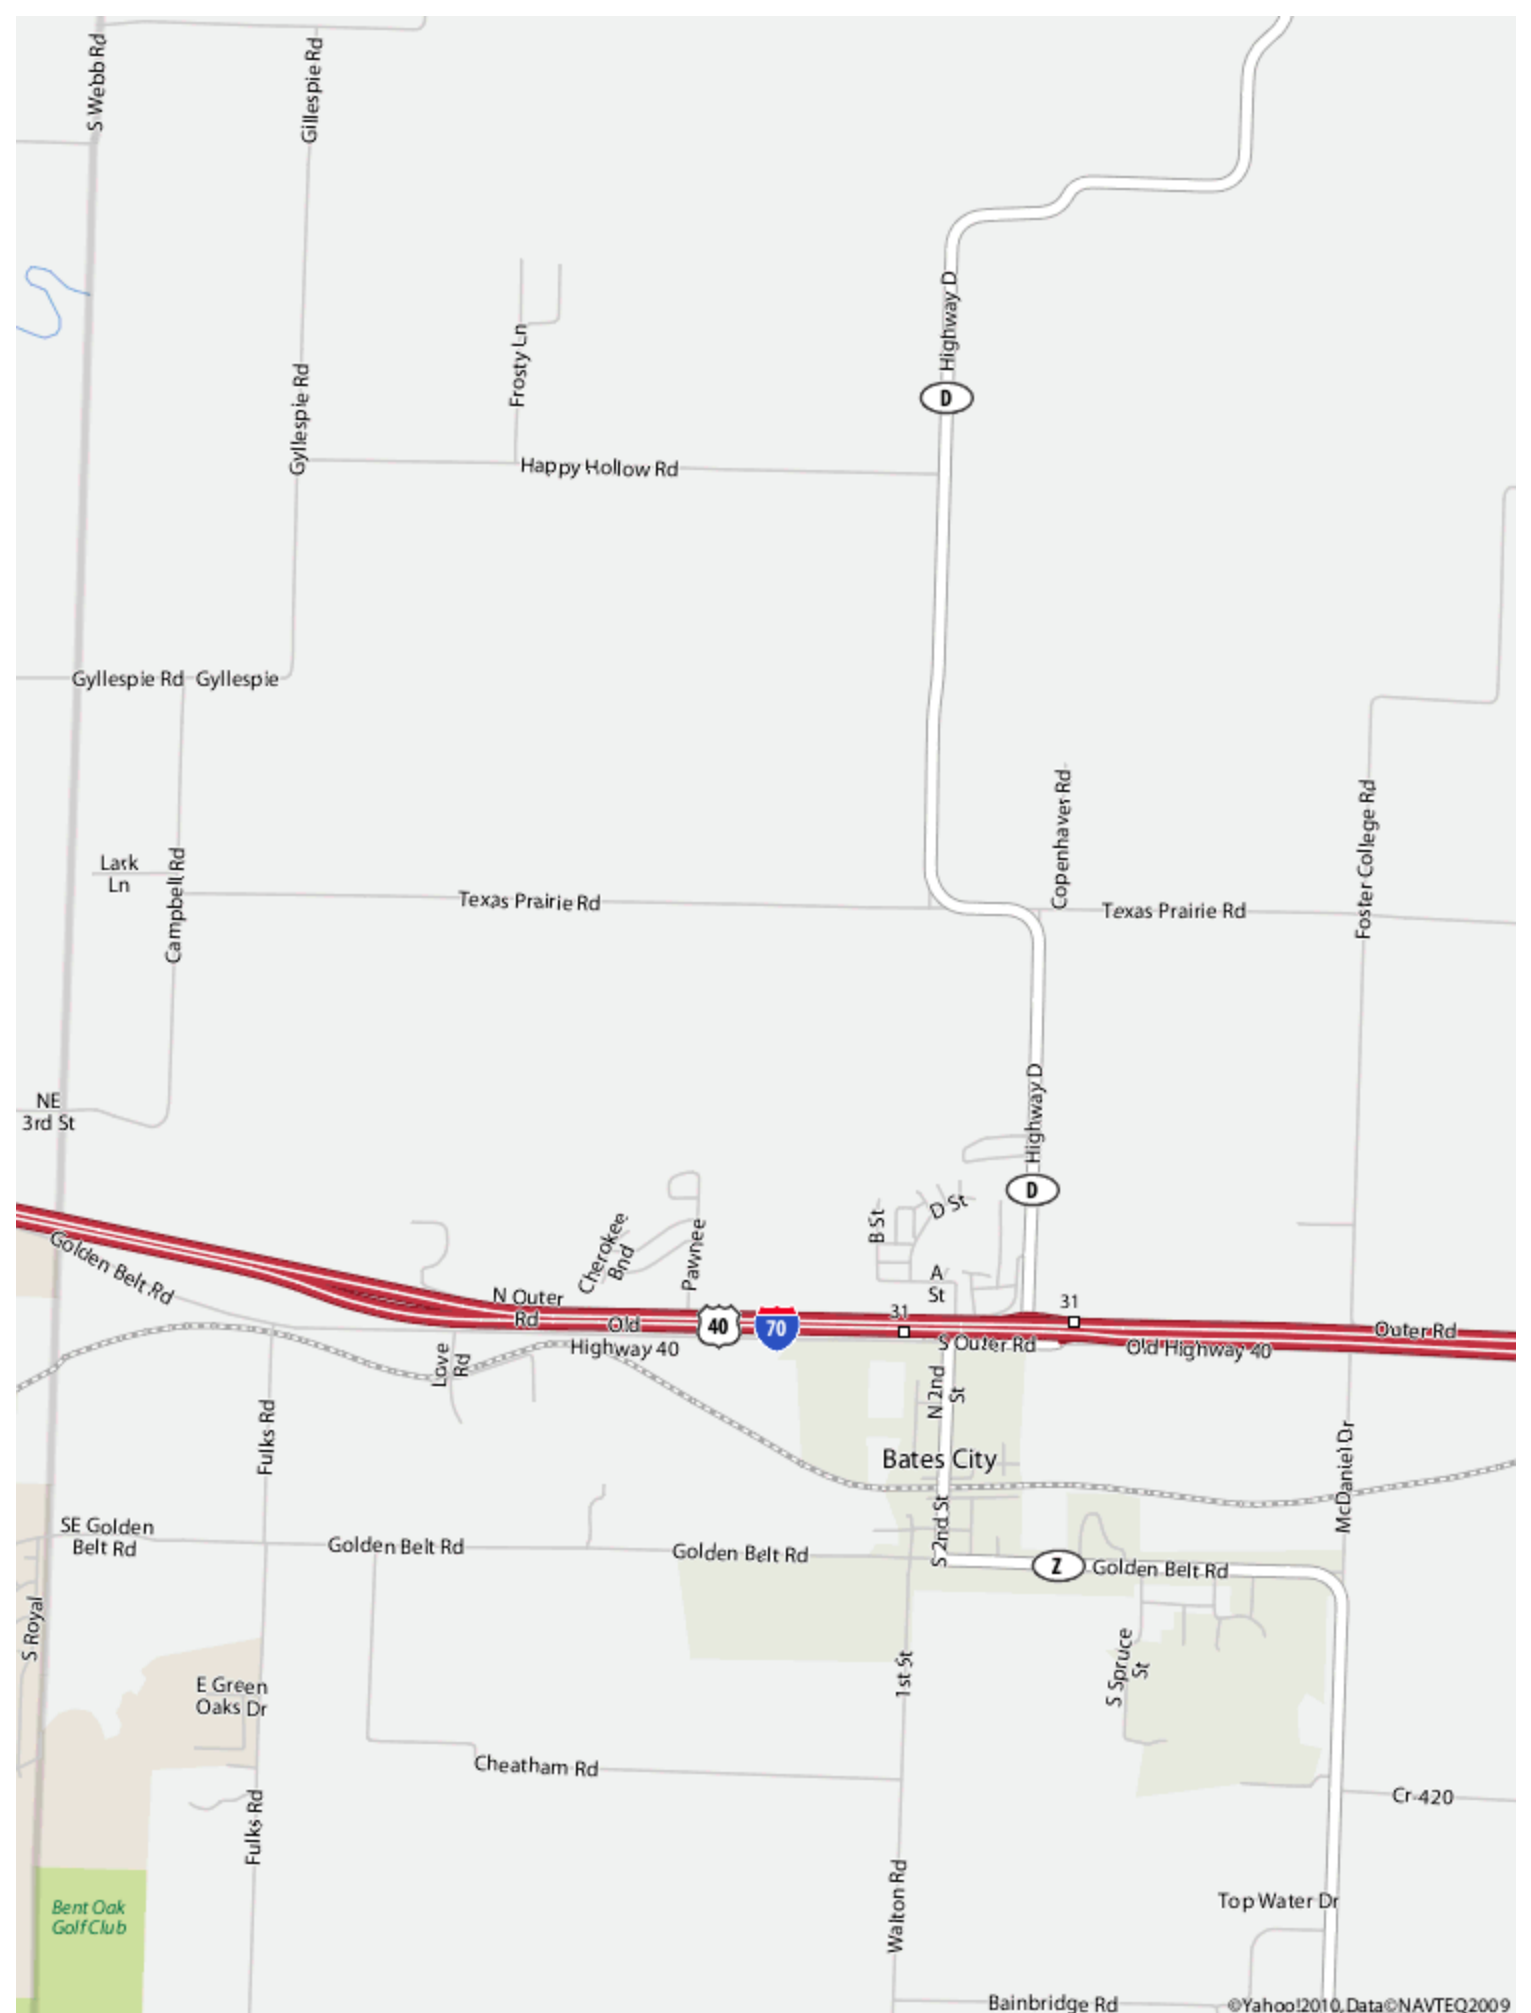 S Webb Rd
Gillespie Rd
Highway D
Frosty Ln
Gyllespie Rd
D
Happy Hollow Rd
Gyllespie Rd
Gyllespie
Copenhaver Rd
Foster College Rd
Lark
Ln
Campbell Rd
Texas Prairie Rd
Texas Prairie Rd
NE
3rd St
Highway D
D
Cherokee
Bnd
Pawnee
B St
D St
Golden Belt Rd
A
St
N Outer
Rd
Old
Highway 40
40
70
31
31
S Outer Rd
Old Highway 40
Outer Rd
Love
Rd
N 2nd
St
Fulks Rd
Bates City
McDaniel Dr
SE Golden
Belt Rd
Golden Belt Rd
Golden Belt Rd
S 2nd St
Z
Golden Belt Rd
S Royal
E Green
Oaks Dr
1st St
S Spruce
St
Cheatham Rd
Cr-420
Fulks Rd
Bent Oak
Golf Club
Walton Rd
Top Water Dr
Bainbridge Rd
©Yahoo!2010,Data©NAVTEQ2009